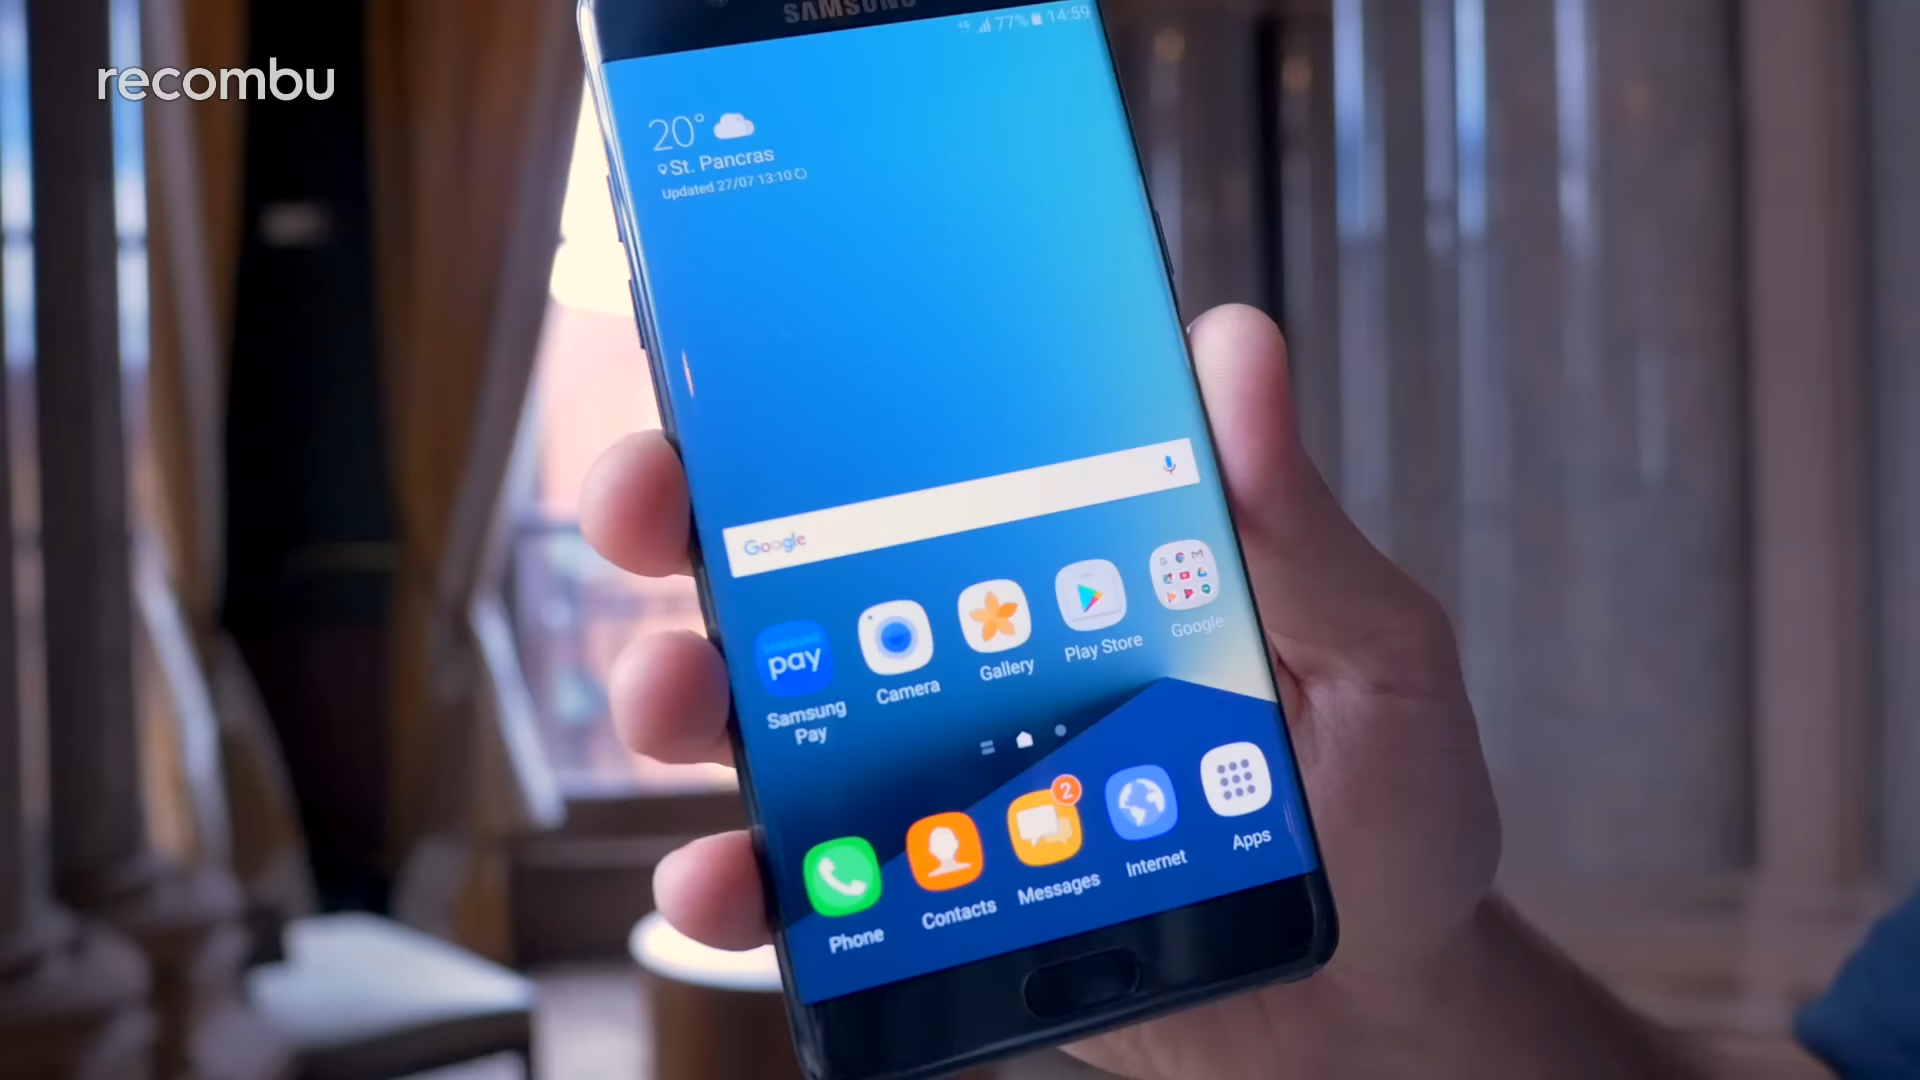 recombu
SAMSUNG
77% 14:59
20°
St. Pancras
Updated 27/07 13:10
Google
pay
Samsung
Pay
Camera
Gallery
Play Store
Google
2
Phone
Contacts
Messages
Internet
Apps